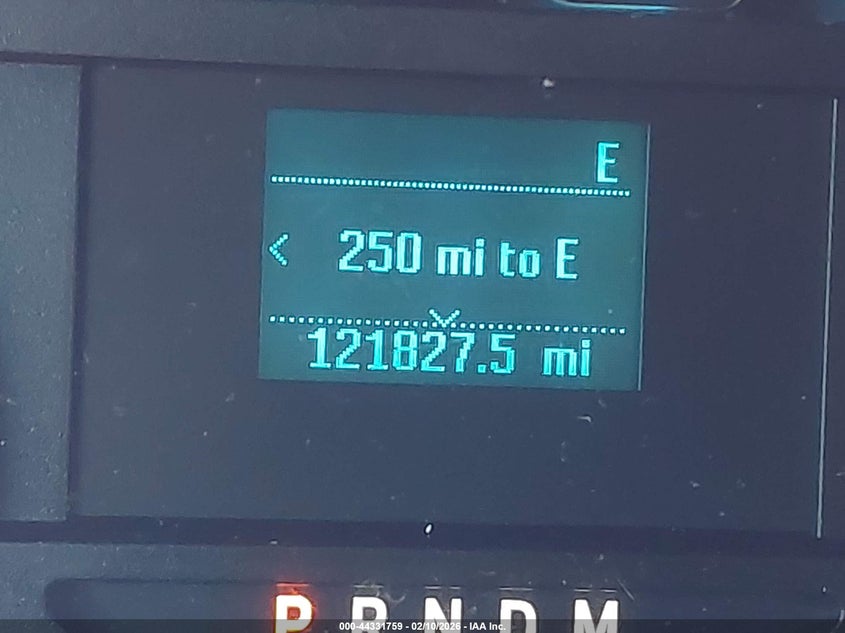 E
< 250 mi to E
121827.5 mi
P R N D M
000-44331759 - 02/10/2026 - IAA Inc.